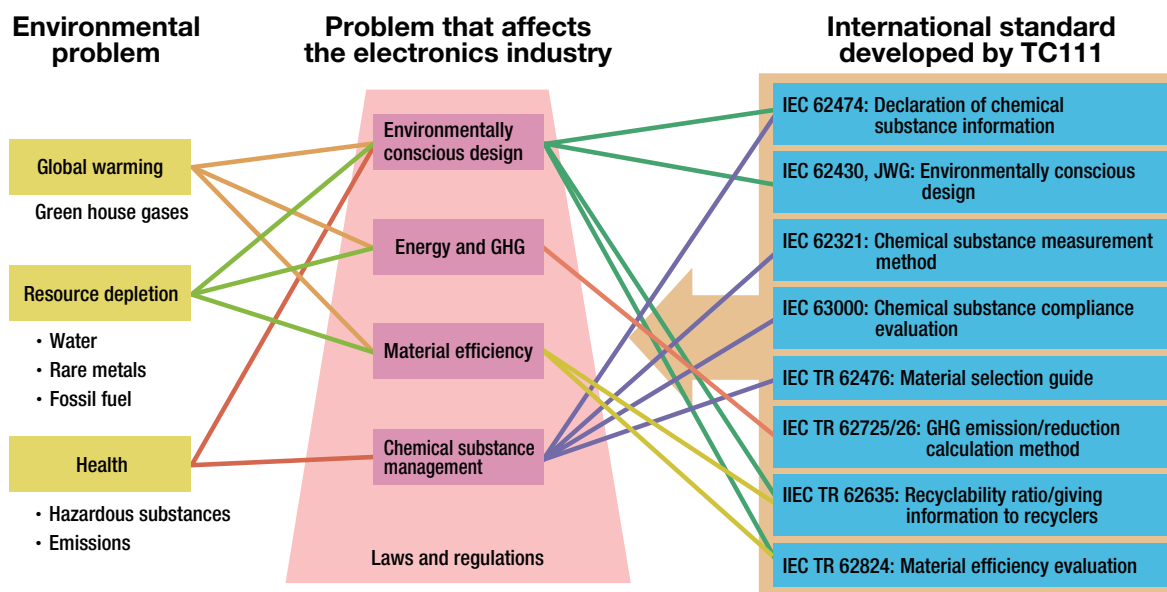 Environmental
problem
Problem that affects
the electronics industry
International standard
developed by TC111
Global warming
Green house gases
Resource depletion
・Water
・Rare metals
・Fossil fuel
Health
・Hazardous substances
・Emissions
Environmentally
conscious design
Energy and GHG
Material efficiency
Chemical substance
management
Laws and regulations
IEC 62474: Declaration of chemical
substance information
IEC 62430, JWG: Environmentally conscious
design
IEC 62321: Chemical substance measurement
method
IEC 63000: Chemical substance compliance
evaluation
IEC TR 62476: Material selection guide
IEC TR 62725/26: GHG emission/reduction
calculation method
IIEC TR 62635: Recyclability ratio/giving
information to recyclers
IEC TR 62824: Material efficiency evaluation